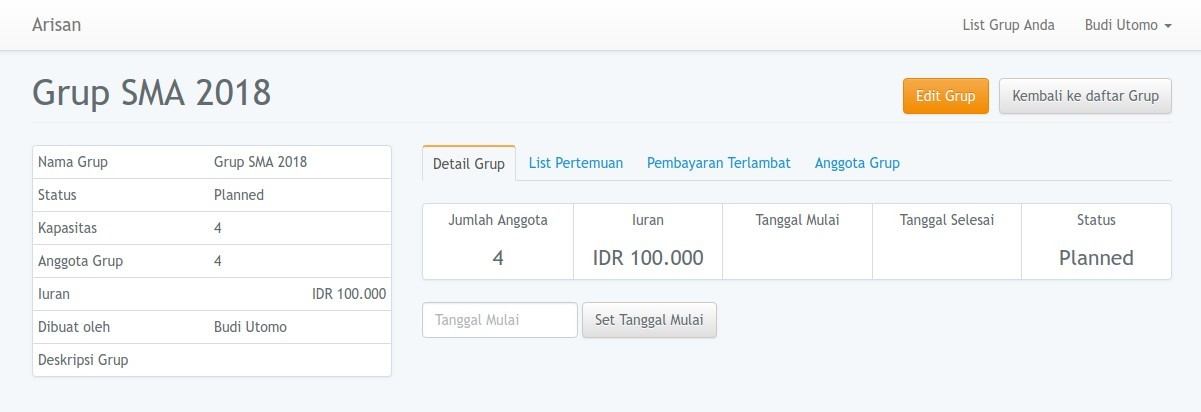 Arisan List Grup Anda Budi Utomo
Grup SMA 2018 Edit Grup Kembali ke daftar Grup
Nama Grup Grup SMA 2018
Status Planned
Kapasitas 4
Anggota Grup 4
Iuran IDR 100.000
Dibuat oleh Budi Utomo
Deskripsi Grup
Detail Grup List Pertemuan Pembayaran Terlambat Anggota Grup
Jumlah Anggota Iuran Tanggal Mulai Tanggal Selesai Status
4 IDR 100.000 Planned
Tanggal Mulai Set Tanggal Mulai